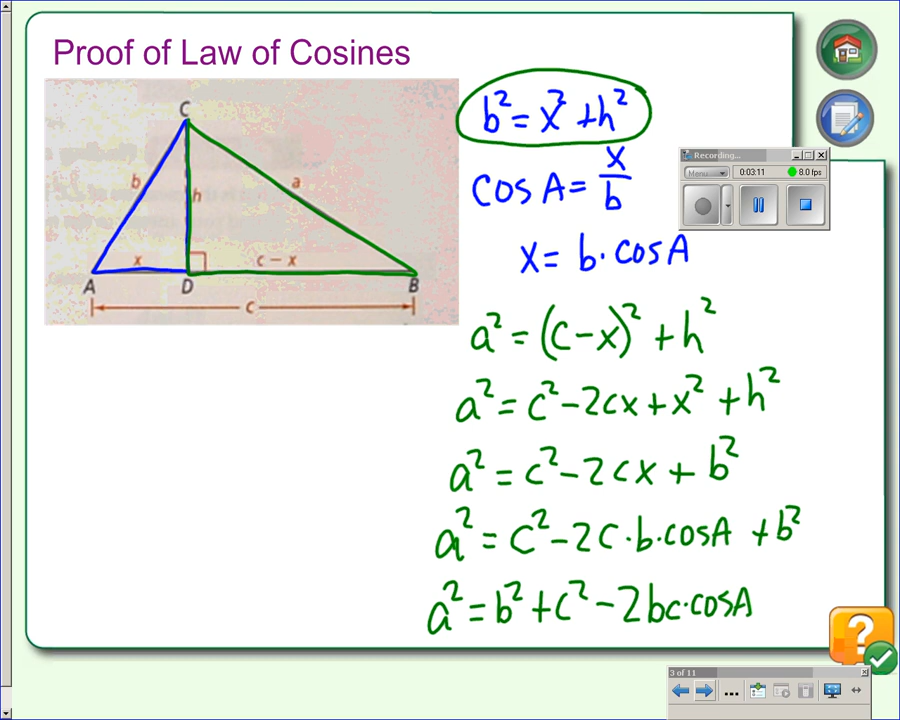 Proof of Law of Cosines
C
b
h
a
x
c – x
A
D
B
c
b² = x² + h²
cos A = x/b
x = b · cos A
a² = (c – x)² + h²
a² = c² – 2cx + x² + h²
a² = c² – 2cx + b²
a² = c² – 2c · b · cos A + b²
a² = b² + c² – 2bc · cos A
Recording...
Menu
0:03:11
8.0 fps
3 of 11
...
?